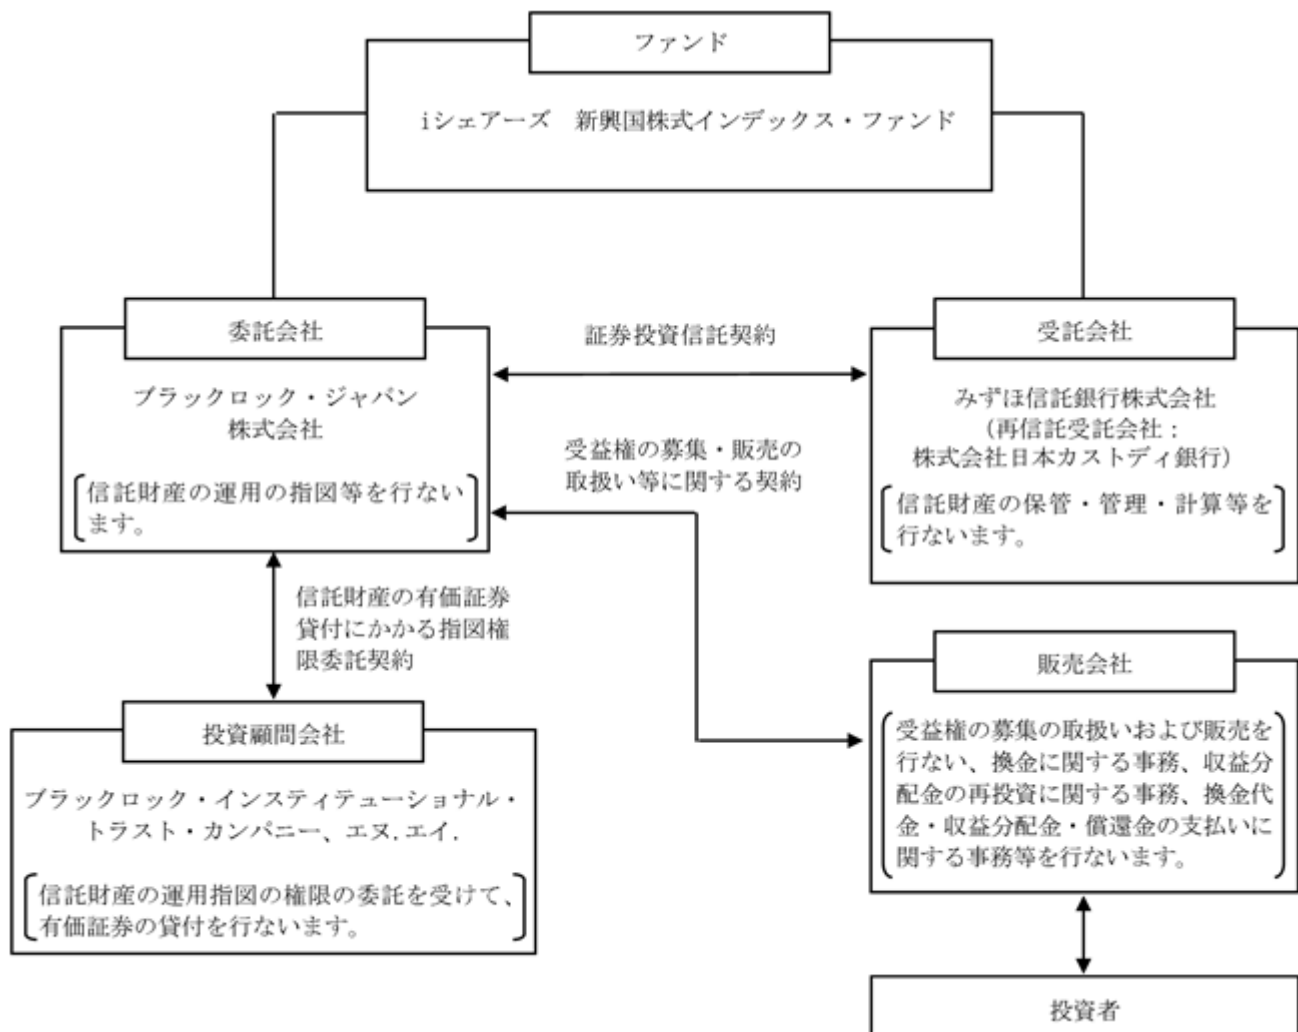 ファンド
iシェアーズ　新興国株式インデックス・ファンド
委託会社
ブラックロック・ジャパン
株式会社
信託財産の運用の指図等を行ない
ます。
証券投資信託契約
受益権の募集・販売の
取扱い等に関する契約
受託会社
みずほ信託銀行株式会社
（再信託受託会社：
株式会社日本カストディ銀行）
信託財産の保管・管理・計算等を
行ないます。
信託財産の有価証券
貸付にかかる指図権
限委託契約
投資顧問会社
ブラックロック・インスティテューショナル・
トラスト・カンパニー、エヌ.エイ.
信託財産の運用指図の権限の委託を受けて、
有価証券の貸付を行ないます。
販売会社
受益権の募集の取扱いおよび販売を
行ない、換金に関する事務、収益分
配金の再投資に関する事務、換金代
金・収益分配金・償還金の支払いに
関する事務等を行ないます。
投資者